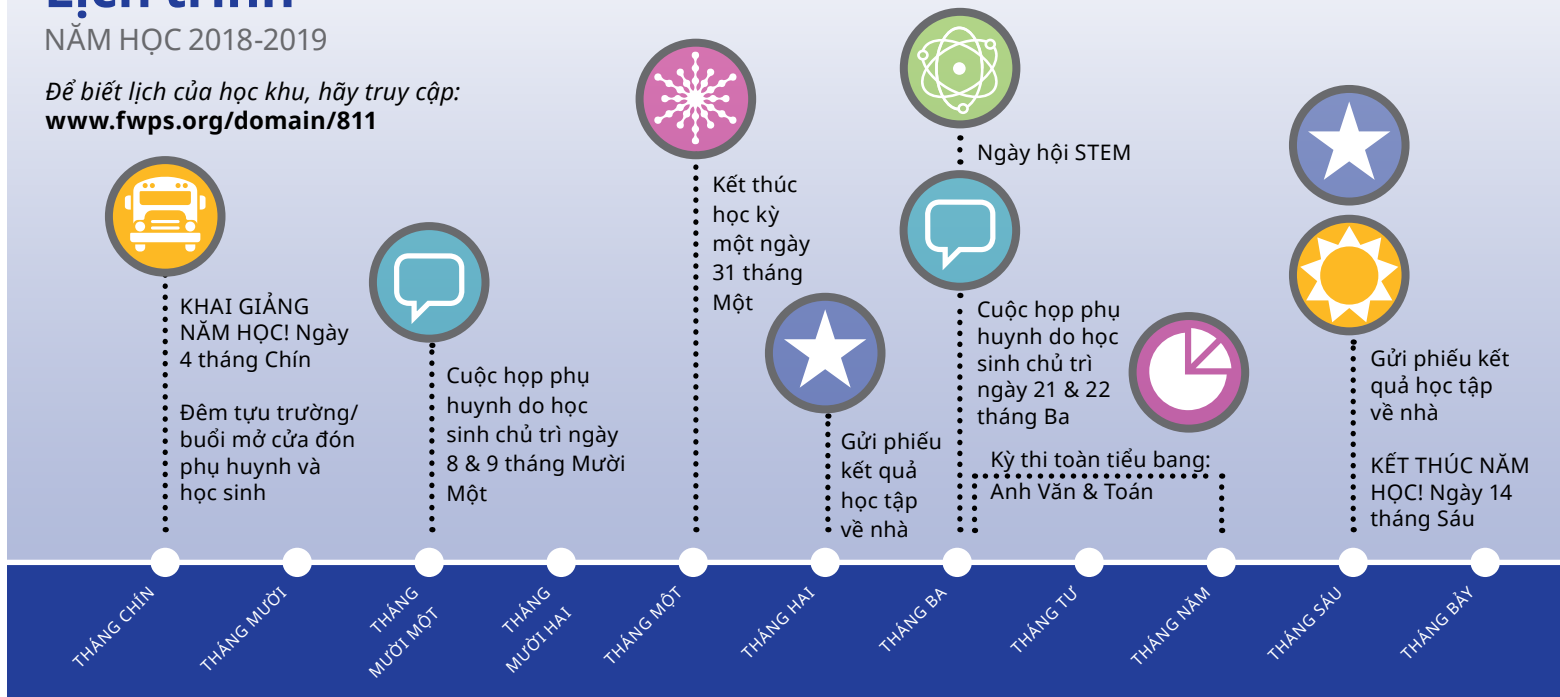 Lịch trình
NĂM HỌC 2018-2019
Để biết lịch của học khu, hãy truy cập:
www.fwps.org/domain/811
KHAI GIẢNG
NĂM HỌC! Ngày
4 tháng Chín
Đêm tựu trường/
buổi mở cửa đón
phụ huynh và
học sinh
Cuộc họp phụ
huynh do học
sinh chủ trì ngày
8 & 9 tháng Mười
Một
Kết thúc
học kỳ
một ngày
31 tháng
Một
Gửi phiếu
kết quả
học tập
về nhà
Ngày hội STEM
Cuộc họp phụ
huynh do học
sinh chủ trì
ngày 21 & 22
tháng Ba
Kỳ thi toàn tiểu bang:
Anh Văn & Toán
Gửi phiếu kết
quả học tập
về nhà
KẾT THÚC NĂM
HỌC! Ngày 14
tháng Sáu
THÁNG CHÍN
THÁNG MƯỜI
THÁNG
MƯỜI MỘT
THÁNG
MƯỜI HAI
THÁNG MỘT
THÁNG HAI
THÁNG BA
THÁNG TƯ
THÁNG NĂM
THÁNG SÁU
THÁNG BẢY